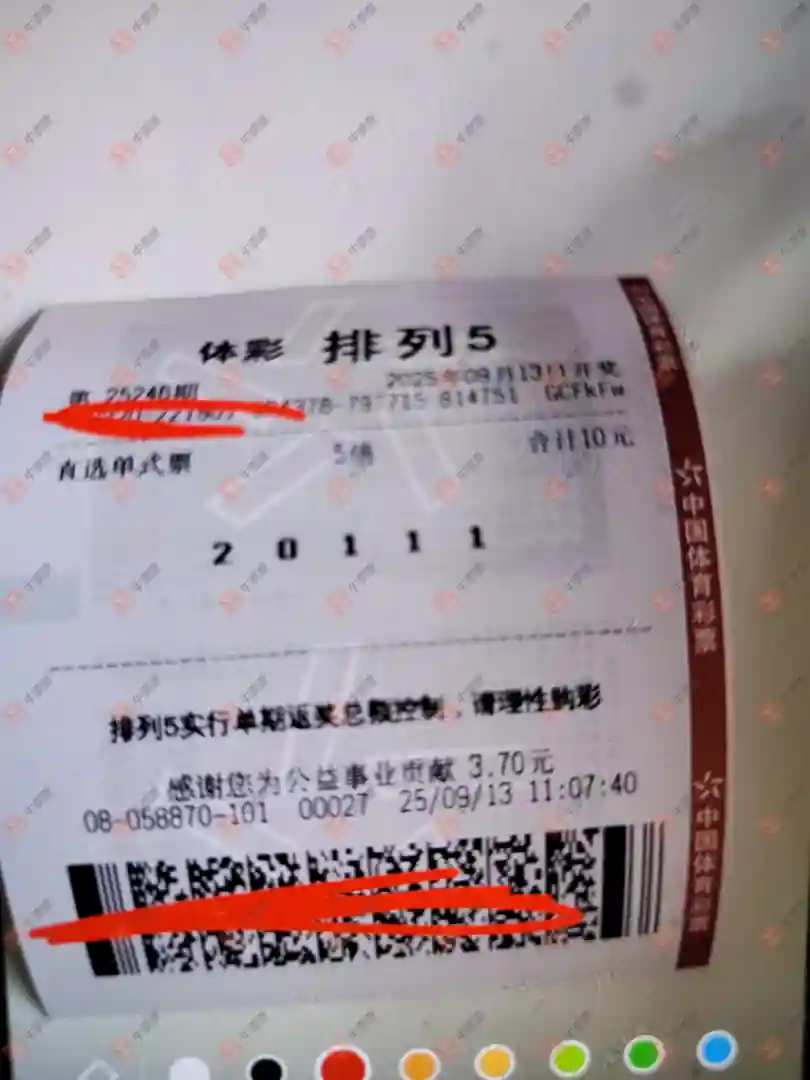 体彩 排列5
第 25246期 2025年09月13日开奖
814751 GCFkFw
直选单式票 5倍 合计10元
2 0 1 1 1
排列5实行单期返奖总额控制，请理性购彩
感谢您为公益事业贡献 3.70元
08-058870-101 00027 25/09/13 11:07:40
中国体育彩票
中国体育彩票